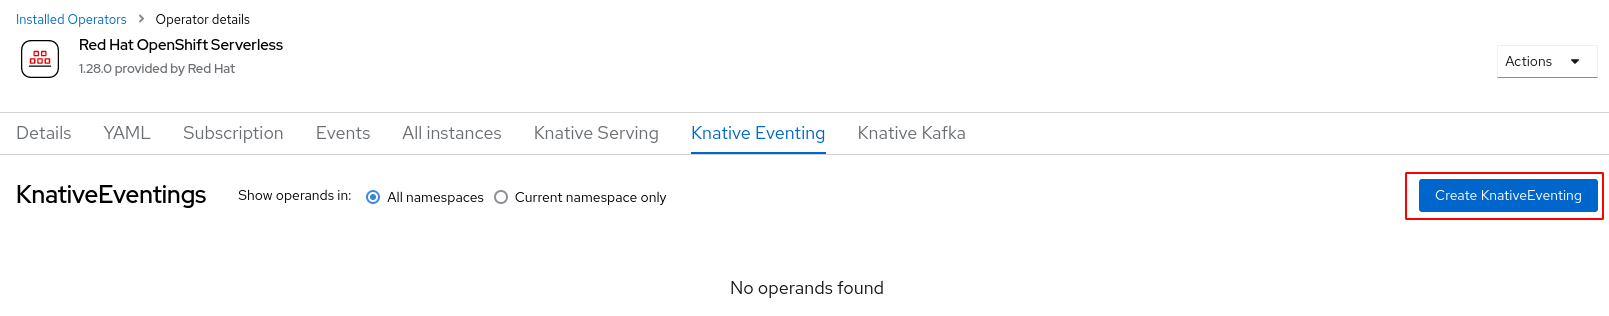 Installed Operators > Operator details
Red Hat OpenShift Serverless
1.28.0 provided by Red Hat
Actions
Details YAML Subscription Events All instances Knative Serving Knative Eventing Knative Kafka
KnativeEventings Show operands in: All namespaces Current namespace only Create KnativeEventing
No operands found